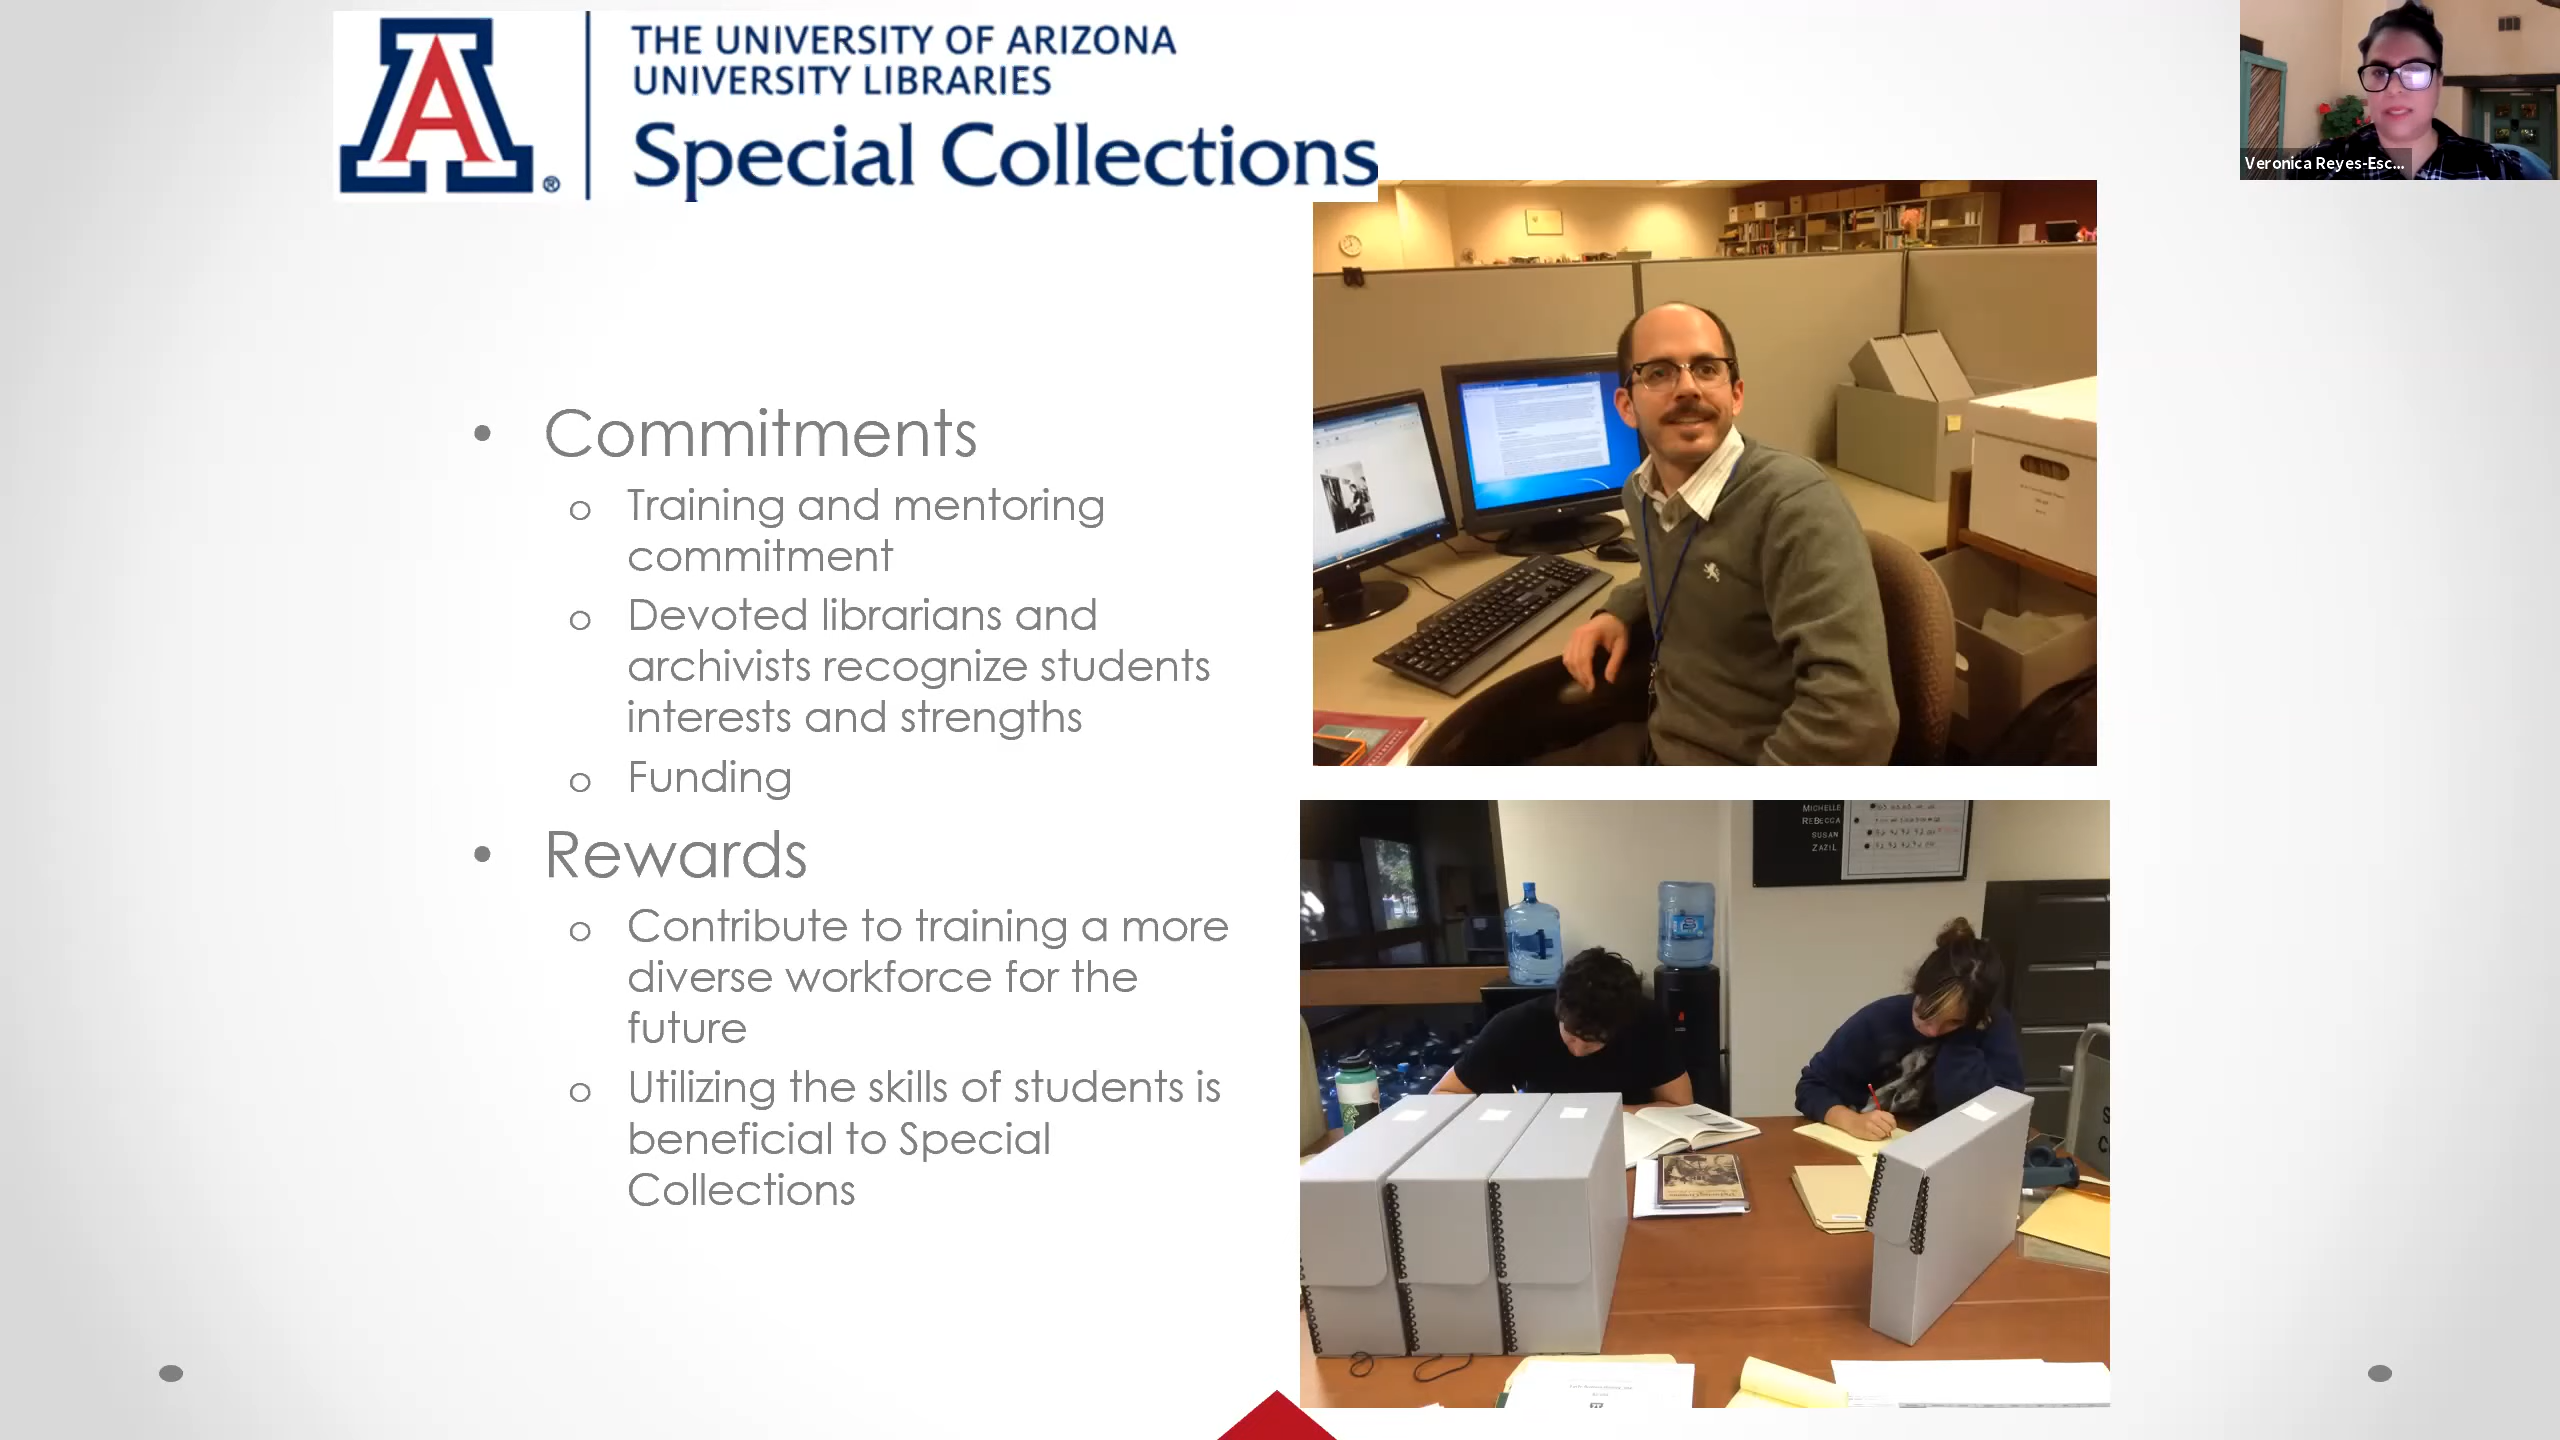 THE UNIVERSITY OF ARIZONA
UNIVERSITY LIBRARIES
Special Collections
A
®
Veronica Reyes-Esc...
• Commitments
o Training and mentoring
commitment
o Devoted librarians and
archivists recognize students
interests and strengths
o Funding
• Rewards
o Contribute to training a more
diverse workforce for the
future
o Utilizing the skills of students is
beneficial to Special
Collections
MICHELLE
REBECCA
SUSAN
ZAZIL